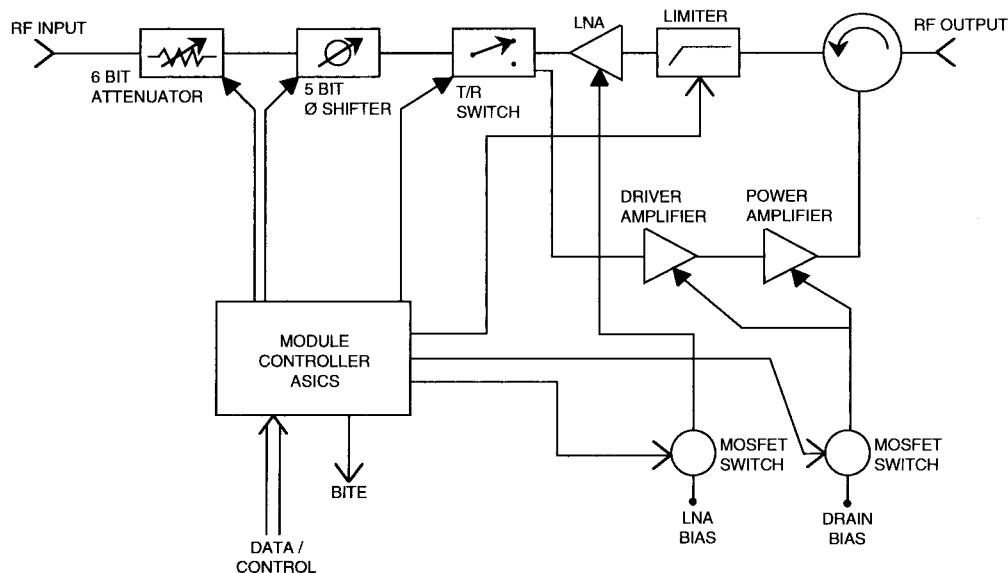 RF INPUT
LNA
LIMITER
RF OUTPUT
6 BIT
ATTENUATOR
5 BIT
Ø SHIFTER
T/R
SWITCH
DRIVER
AMPLIFIER
POWER
AMPLIFIER
MODULE
CONTROLLER
ASICS
MOSFET
SWITCH
MOSFET
SWITCH
BITE
LNA
BIAS
DRAIN
BIAS
DATA /
CONTROL